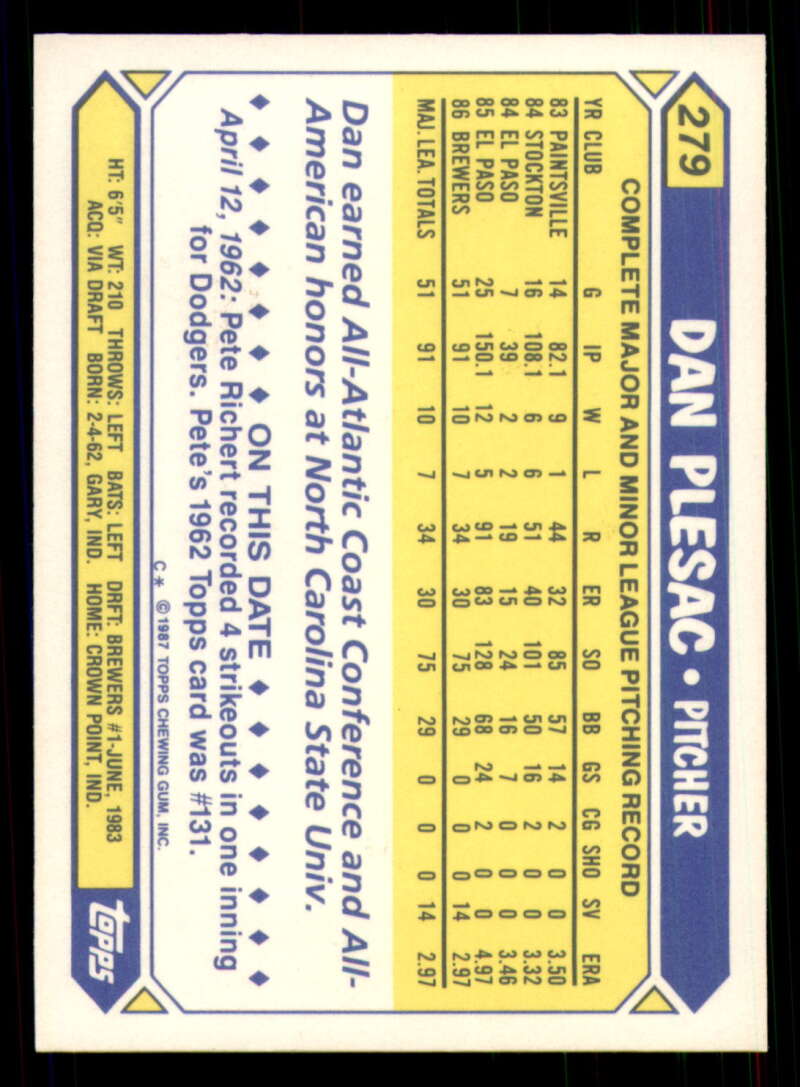 279
DAN PLESAC • PITCHER
COMPLETE MAJOR AND MINOR LEAGUE PITCHING RECORD
YR CLUB G IP W L R ER SO BB GS CG SHO SV ERA
83 PAINTSVILLE 14 82.1 9 1 44 32 85 57 14 2 0 0 3.50
84 STOCKTON 16 108.1 6 6 51 40 101 50 16 2 0 0 3.32
84 EL PASO 7 39 2 2 19 15 24 16 7 0 0 0 3.46
85 EL PASO 25 150.1 12 5 91 83 128 68 24 2 0 0 4.97
86 BREWERS 51 91 10 7 34 30 75 29 0 0 0 14 2.97
MAJ. LEA. TOTALS 51 91 10 7 34 30 75 29 0 0 0 14 2.97
Dan earned All-Atlantic Coast Conference and All-
American honors at North Carolina State Univ.
◆ ◆ ◆ ◆ ◆ ◆ ◆ ON THIS DATE ◆ ◆ ◆ ◆ ◆ ◆ ◆ ◆
April 12, 1962: Pete Richert recorded 4 strikeouts in one inning
for Dodgers. Pete's 1962 Topps card was #131.
C* ©1987 TOPPS CHEWING GUM, INC.
HT: 6'5" WT: 210 THROWS: LEFT BATS: LEFT DRFT: BREWERS #1-JUNE, 1983
ACQ: VIA DRAFT BORN: 2-4-62, GARY, IND. HOME: CROWN POINT, IND.
topps